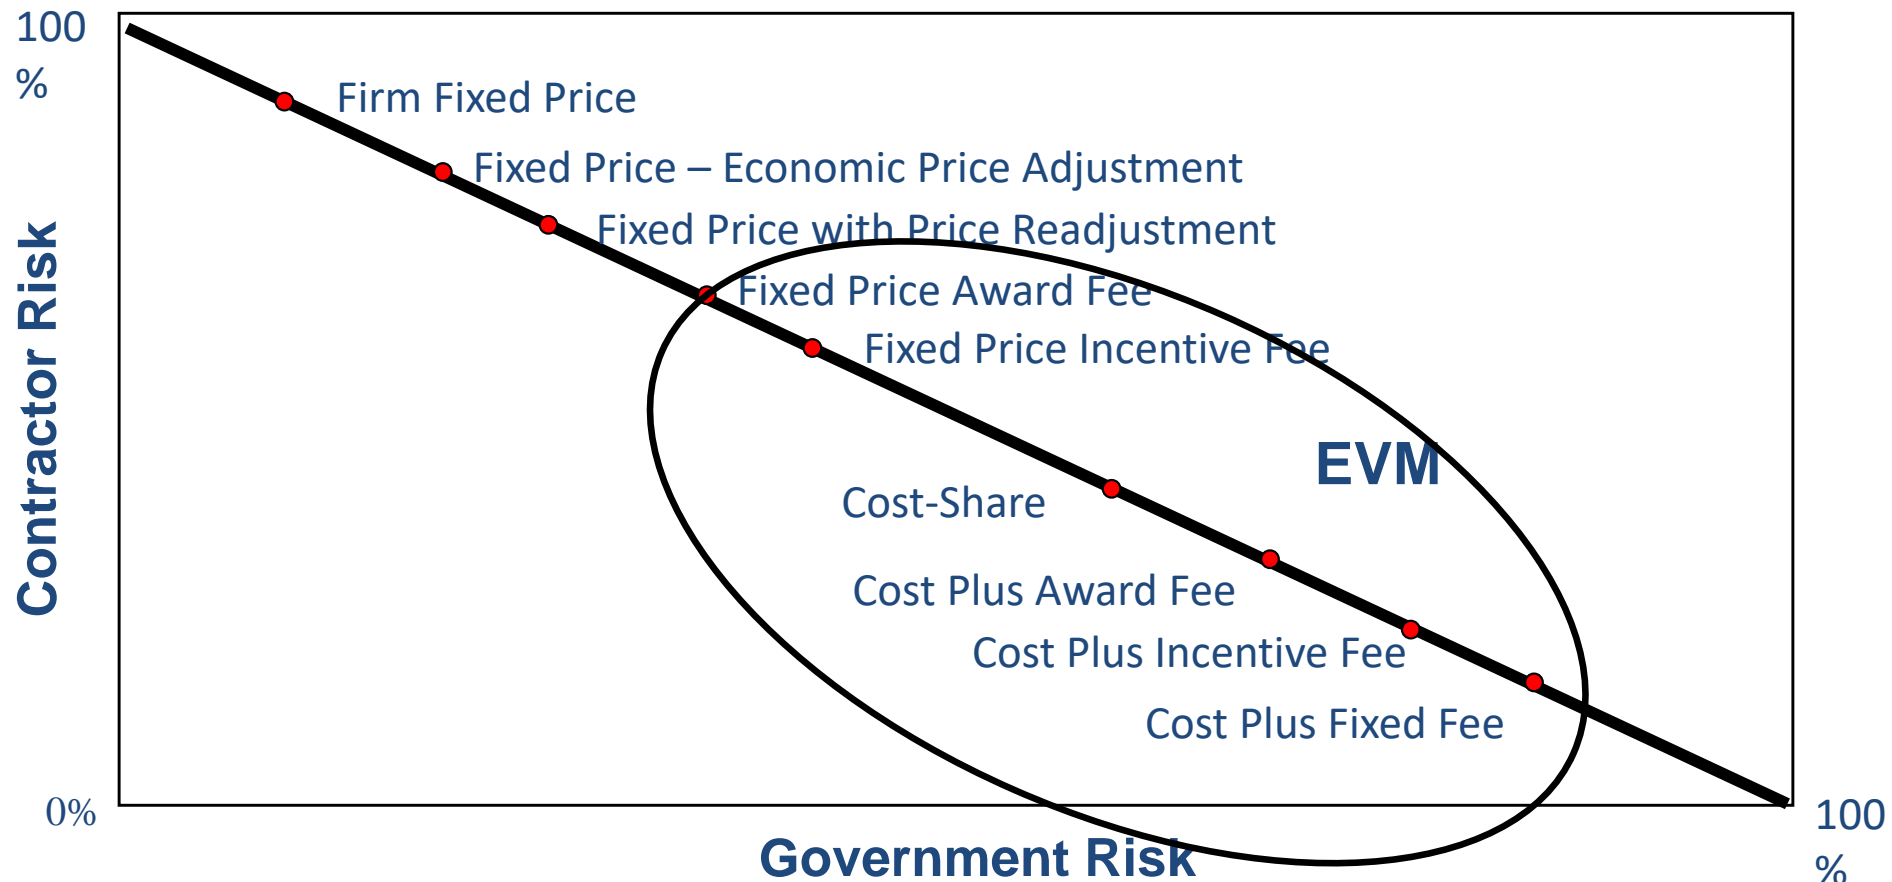 100
%
Firm Fixed Price
Fixed Price – Economic Price Adjustment
Fixed Price with Price Readjustment
Fixed Price Award Fee
Fixed Price Incentive Fee
Contractor Risk
EVM
Cost-Share
Cost Plus Award Fee
Cost Plus Incentive Fee
Cost Plus Fixed Fee
0%
100
%
Government Risk